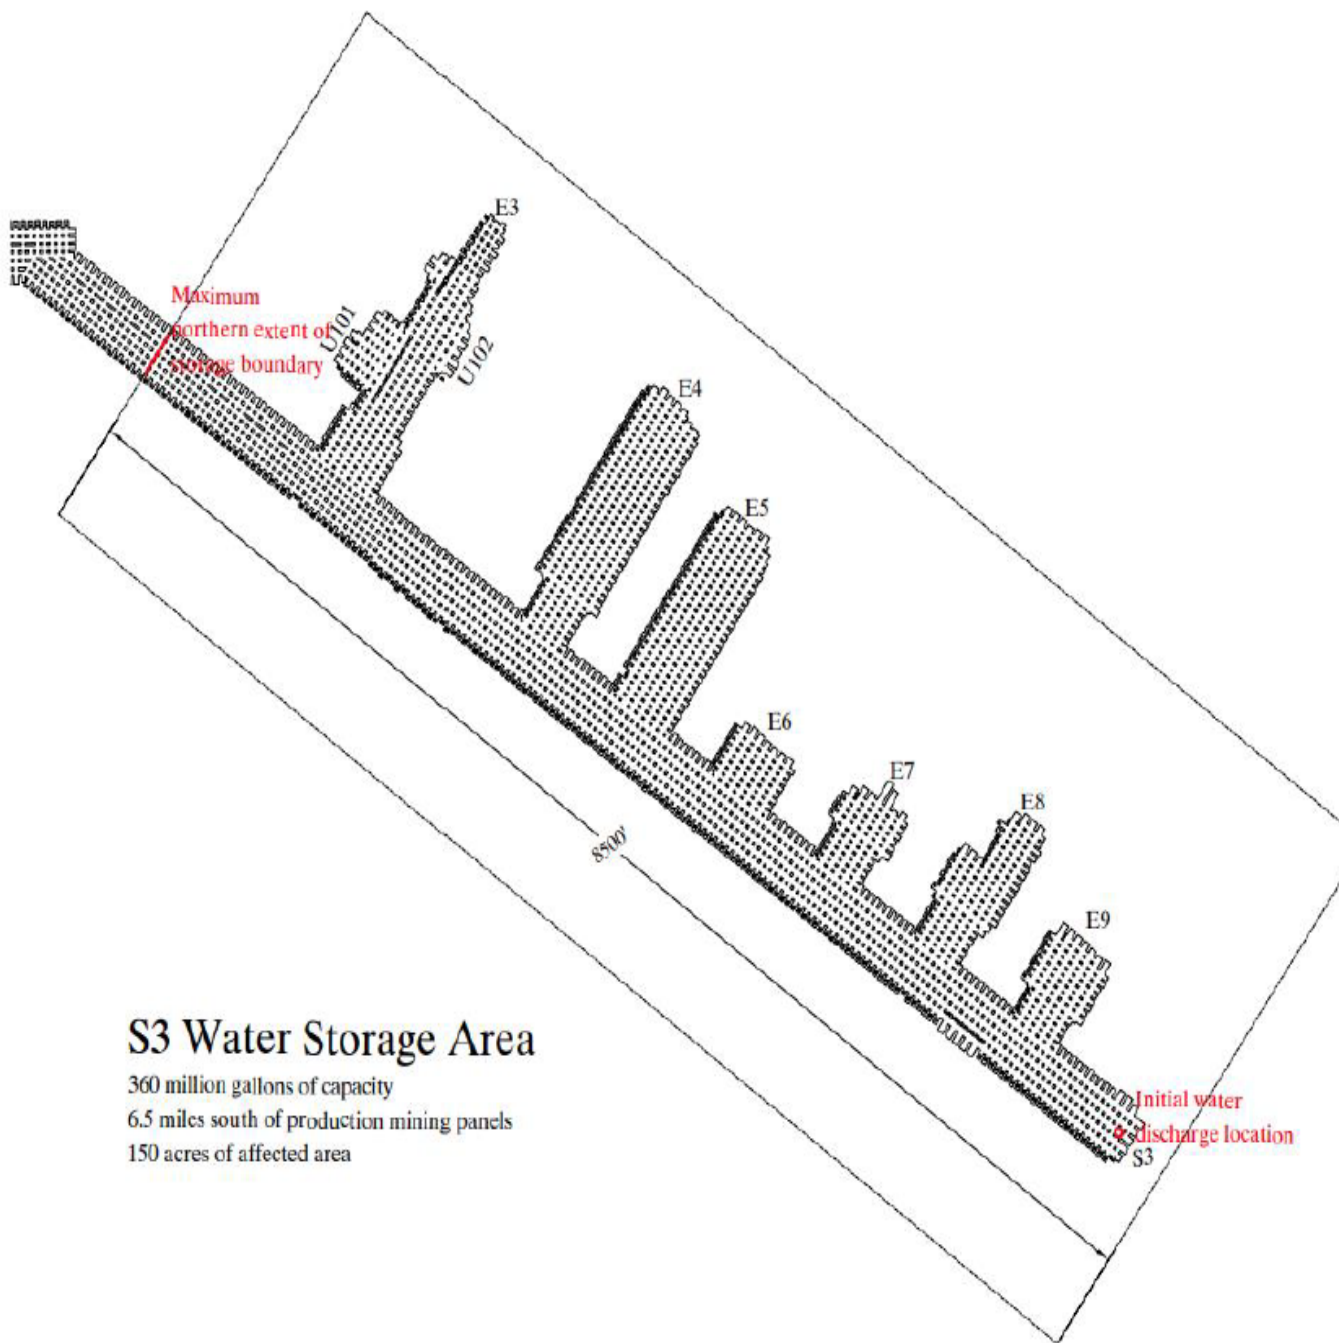 E3
Maximum
northern extent of
storage boundary
U101
U102
E4
E5
E6
E7
E8
8500'
E9
S3 Water Storage Area
360 million gallons of capacity
6.5 miles south of production mining panels
150 acres of affected area
Initial water
discharge location
S3